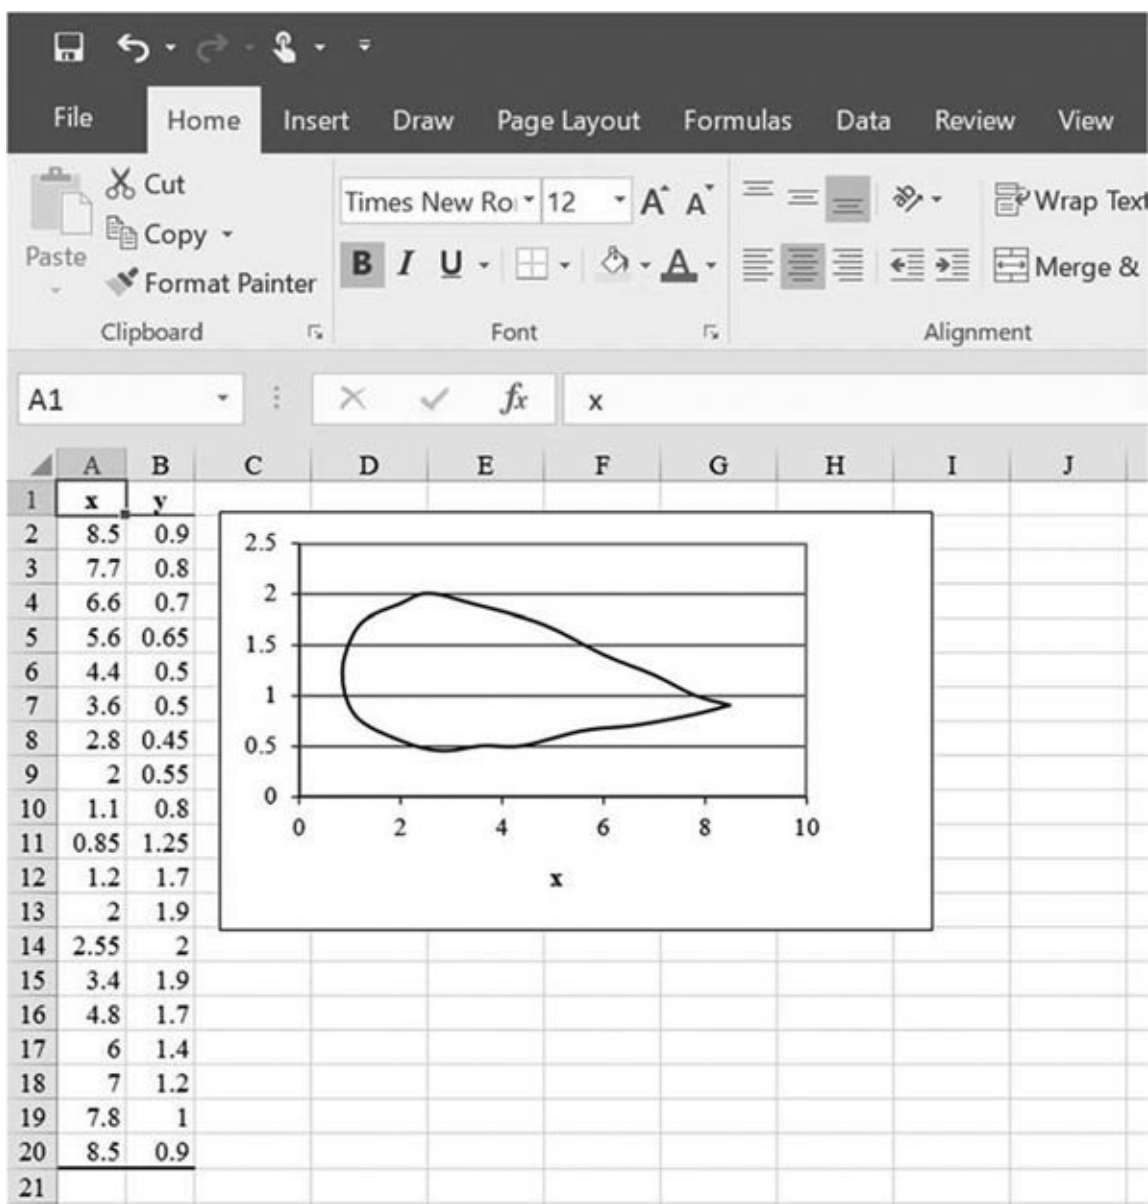 File Home Insert Draw Page Layout Formulas Data Review View
Cut
Copy
Paste
Format Painter
Clipboard
Times New Ro 12 A A
B I U A
Font
Wrap Text
Merge &
Alignment
A1 fx x
A B C D E F G H I J
1 x y
2 8.5 0.9
3 7.7 0.8
4 6.6 0.7
5 5.6 0.65
6 4.4 0.5
7 3.6 0.5
8 2.8 0.45
9 2 0.55
10 1.1 0.8
11 0.85 1.25
12 1.2 1.7
13 2 1.9
14 2.55 2
15 3.4 1.9
16 4.8 1.7
17 6 1.4
18 7 1.2
19 7.8 1
20 8.5 0.9
21
2.5
2
1.5
1
0.5
0
0 2 4 6 8 10
x